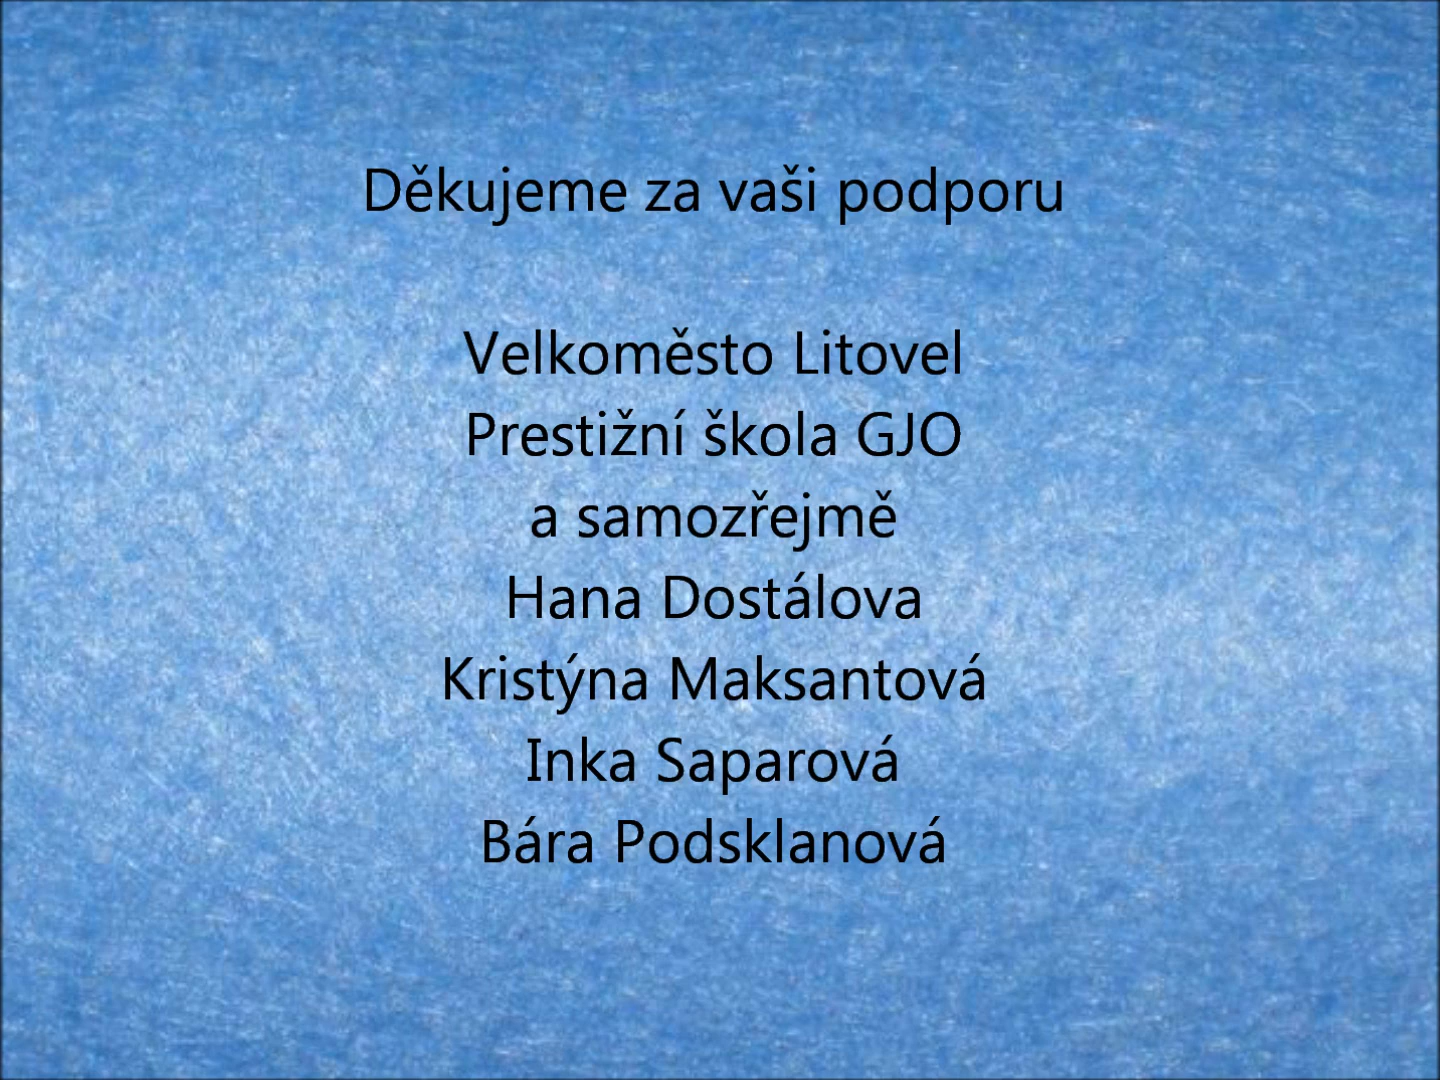 Děkujeme za vaši podporu
Velkoměsto Litovel
Prestižní škola GJO
a samozřejmě
Hana Dostálova
Kristýna Maksantová
Inka Saparová
Bára Podsklanová